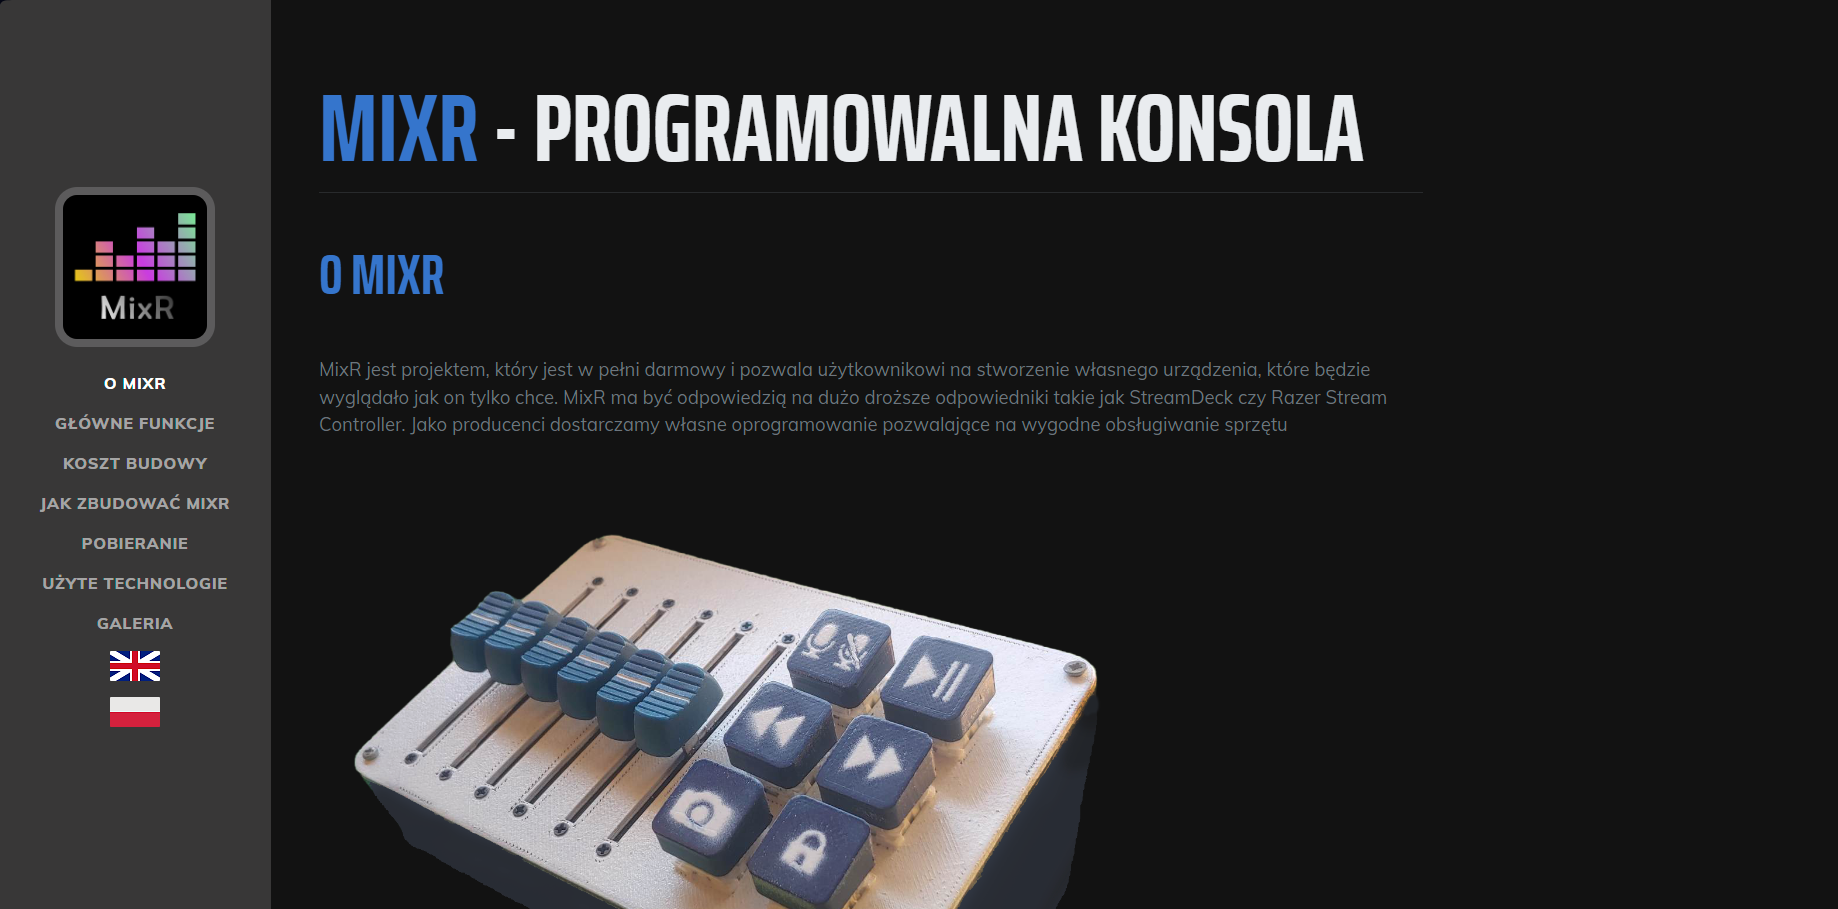 MixR
O MIXR
GŁÓWNE FUNKCJE
KOSZT BUDOWY
JAK ZBUDOWAĆ MIXR
POBIERANIE
UŻYTE TECHNOLOGIE
GALERIA
MIXR - PROGRAMOWALNA KONSOLA
O MIXR
MixR jest projektem, który jest w pełni darmowy i pozwala użytkownikowi na stworzenie własnego urządzenia, które będzie
wyglądało jak on tylko chce. MixR ma być odpowiedzią na dużo droższe odpowiedniki takie jak StreamDeck czy Razer Stream
Controller. Jako producenci dostarczamy własne oprogramowanie pozwalające na wygodne obsługiwanie sprzętu